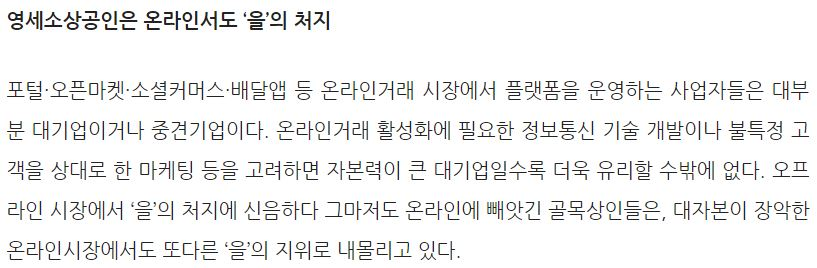 영세소상공인은 온라인서도 ‘을’의 처지
포털·오픈마켓·소셜커머스·배달앱 등 온라인거래 시장에서 플랫폼을 운영하는 사업자들은 대부
분 대기업이거나 중견기업이다. 온라인거래 활성화에 필요한 정보통신 기술 개발이나 불특정 고
객을 상대로 한 마케팅 등을 고려하면 자본력이 큰 대기업일수록 더욱 유리할 수밖에 없다. 오프
라인 시장에서 ‘을’의 처지에 신음하다 그마저도 온라인에 빼앗긴 골목상인들은, 대자본이 장악한
온라인시장에서도 또다른 ‘을’의 지위로 내몰리고 있다.